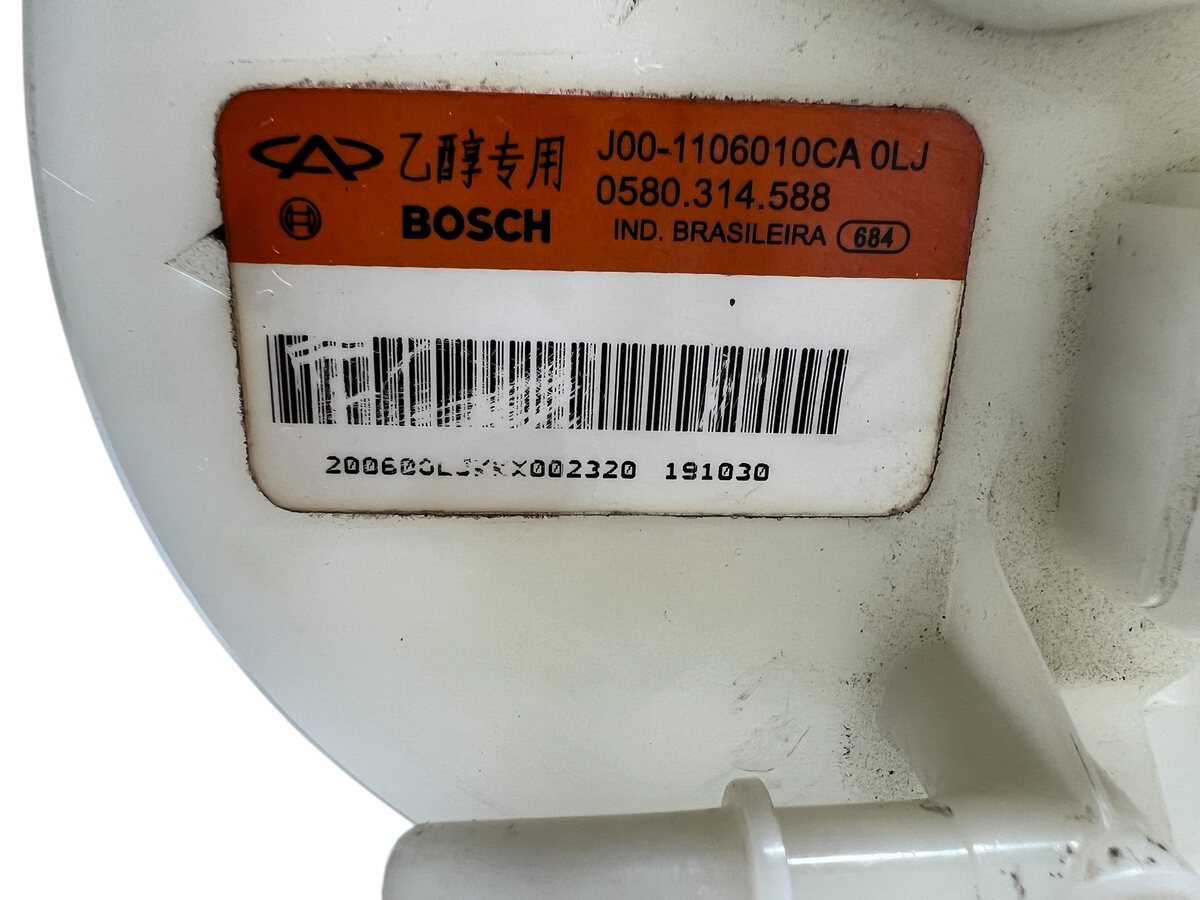 乙醇专用
BOSCH
J00-1106010CA 0LJ
0580.314.588
IND. BRASILEIRA 684
191030